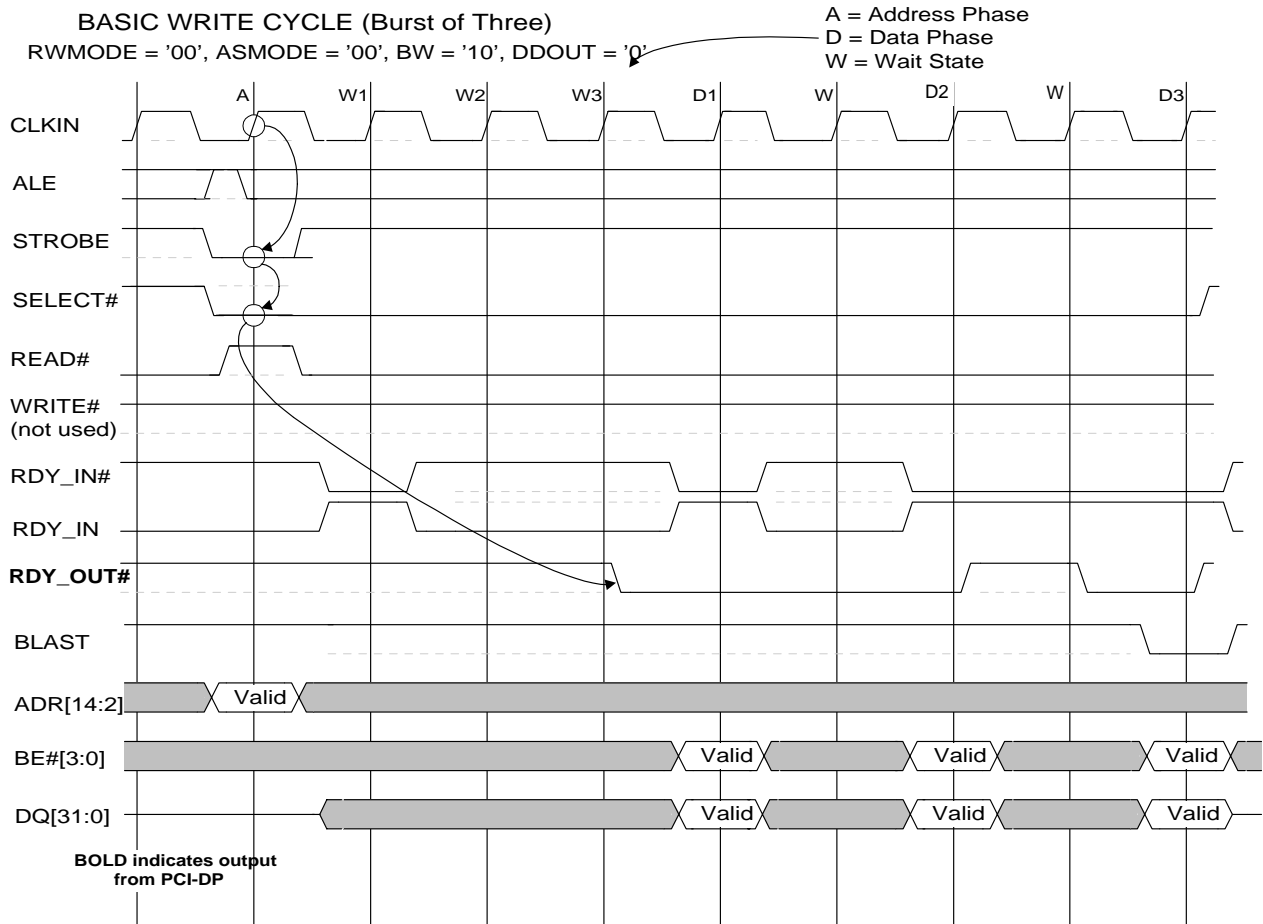 BASIC WRITE CYCLE (Burst of Three)
RWMODE = '00', ASMODE = '00', BW = '10', DDOUT = '0'
A = Address Phase
D = Data Phase
W = Wait State
A W1 W2 W3 D1 W D2 W D3
CLKIN
ALE
STROBE
SELECT#
READ#
WRITE#
(not used)
RDY_IN#
RDY_IN
RDY_OUT#
BLAST
ADR[14:2] Valid
BE#[3:0] Valid Valid Valid
DQ[31:0] Valid Valid Valid
BOLD indicates output
from PCI-DP